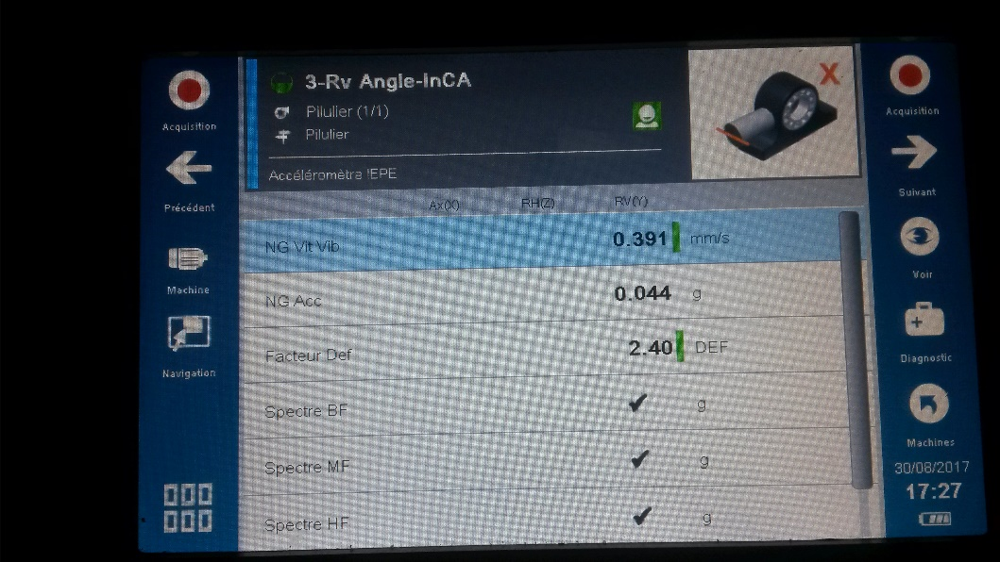 3-Rv Angle-InCA
Pilulier (1/1)
Pilulier
Accéléromètre IEPE
Ax(X) RH(Z) RV(Y)
NG Vit Vib 0.391 mm/s
NG Acc 0.044 g
Facteur Def 2.40 DEF
Spectre BF ✔ g
Spectre MF ✔ g
Spectre HF ✔ g
Acquisition
Précédent
Machine
Navigation
X
Acquisition
Suivant
Voir
Diagnostic
Machines
30/08/2017
17:27